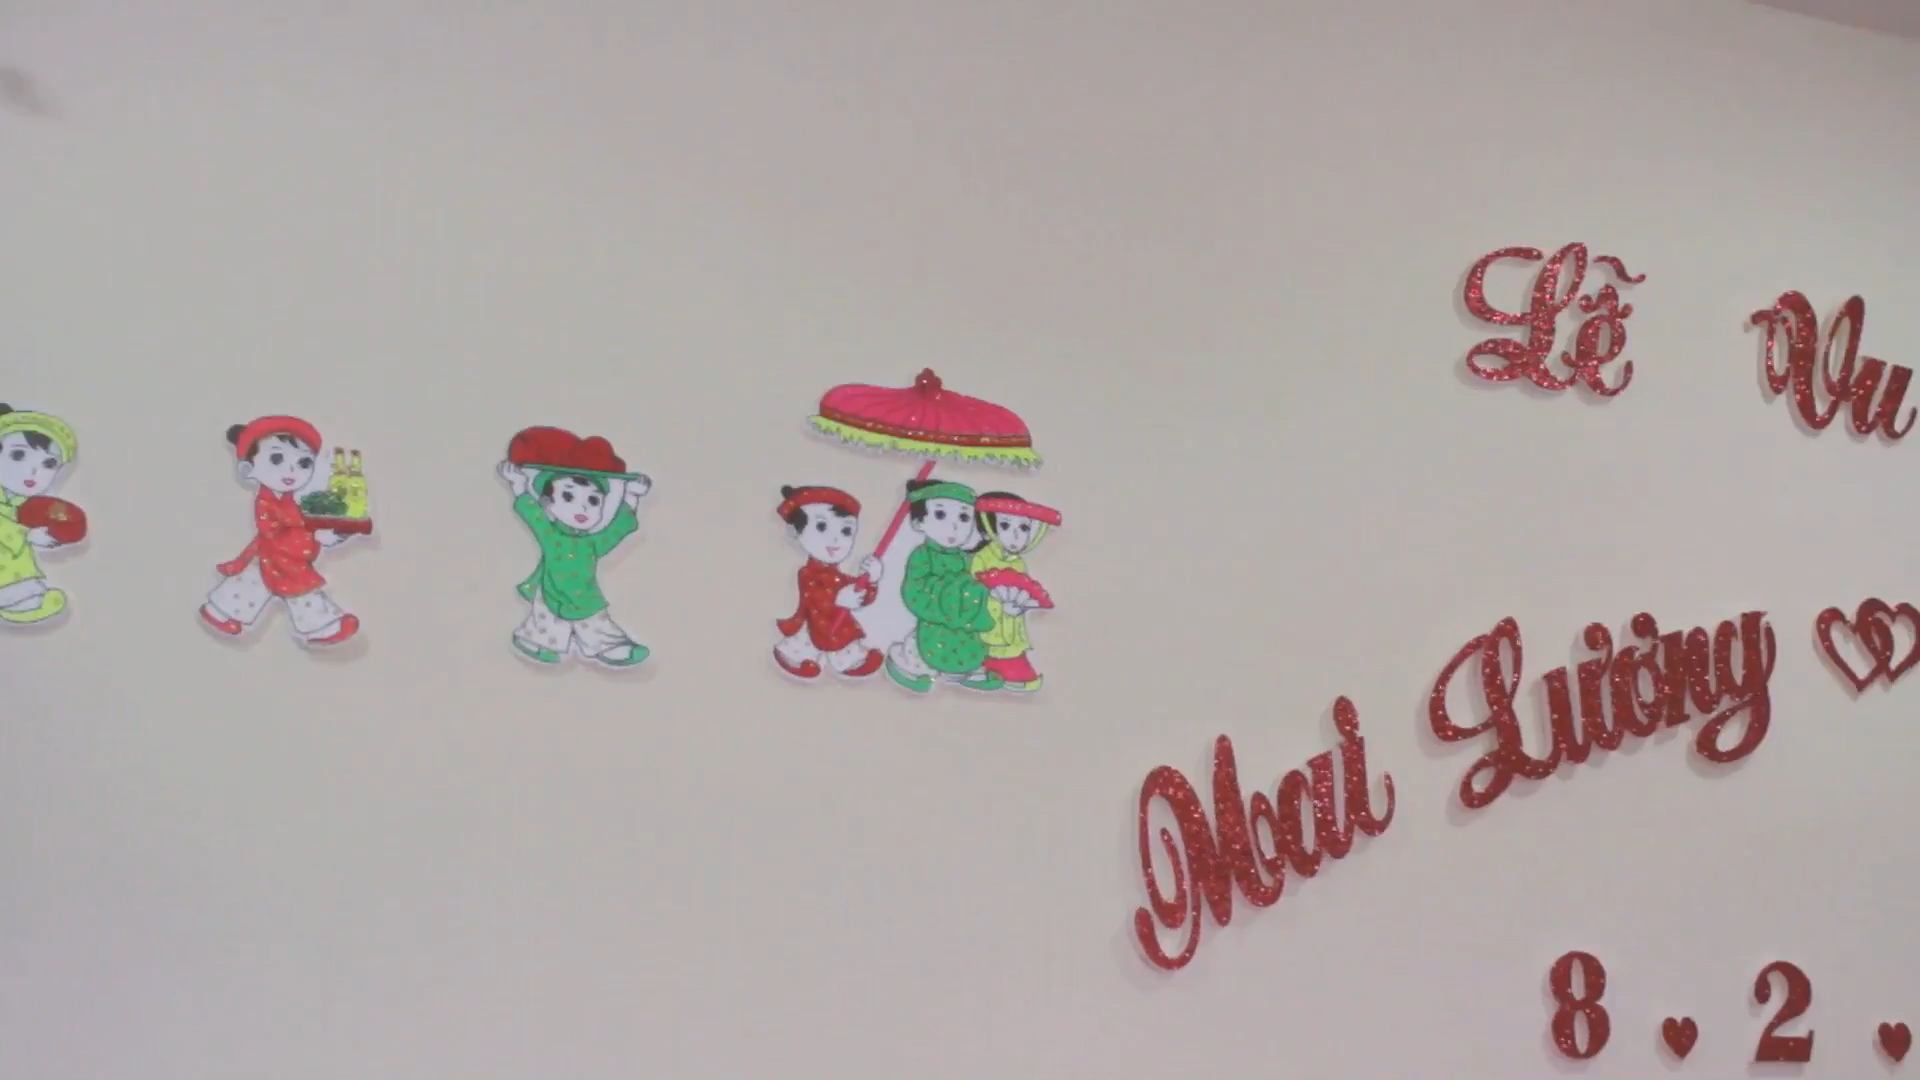 Lễ Vu
Mai Lương
8 . 2 .